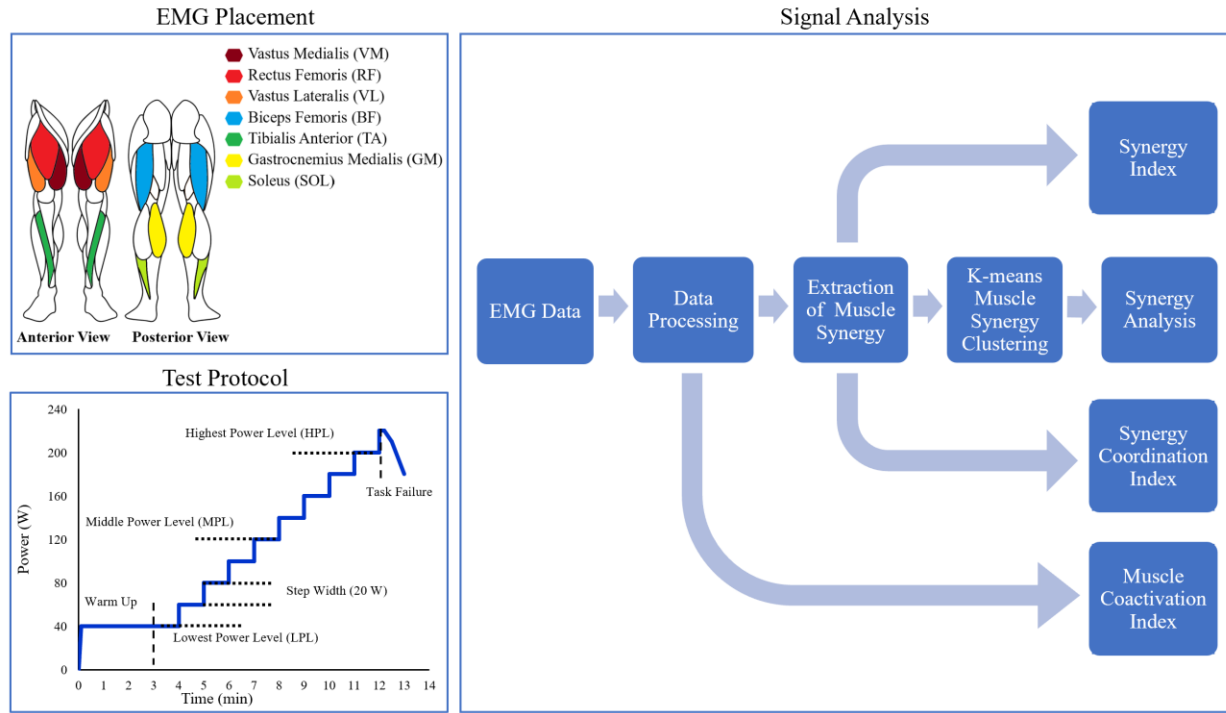 EMG Placement
Vastus Medialis (VM)
Rectus Femoris (RF)
Vastus Lateralis (VL)
Biceps Femoris (BF)
Tibialis Anterior (TA)
Gastrocnemius Medialis (GM)
Soleus (SOL)
Anterior View
Posterior View
Test Protocol
240
200
160
120
80
40
0
Power (W)
Highest Power Level (HPL)
Task Failure
Middle Power Level (MPL)
Step Width (20 W)
Warm Up
Lowest Power Level (LPL)
0 1 2 3 4 5 6 7 8 9 10 11 12 13 14
Time (min)
Signal Analysis
EMG Data
Data
Processing
Extraction
of Muscle
Synergy
K-means
Muscle
Synergy
Clustering
Synergy
Index
Synergy
Analysis
Synergy
Coordination
Index
Muscle
Coactivation
Index